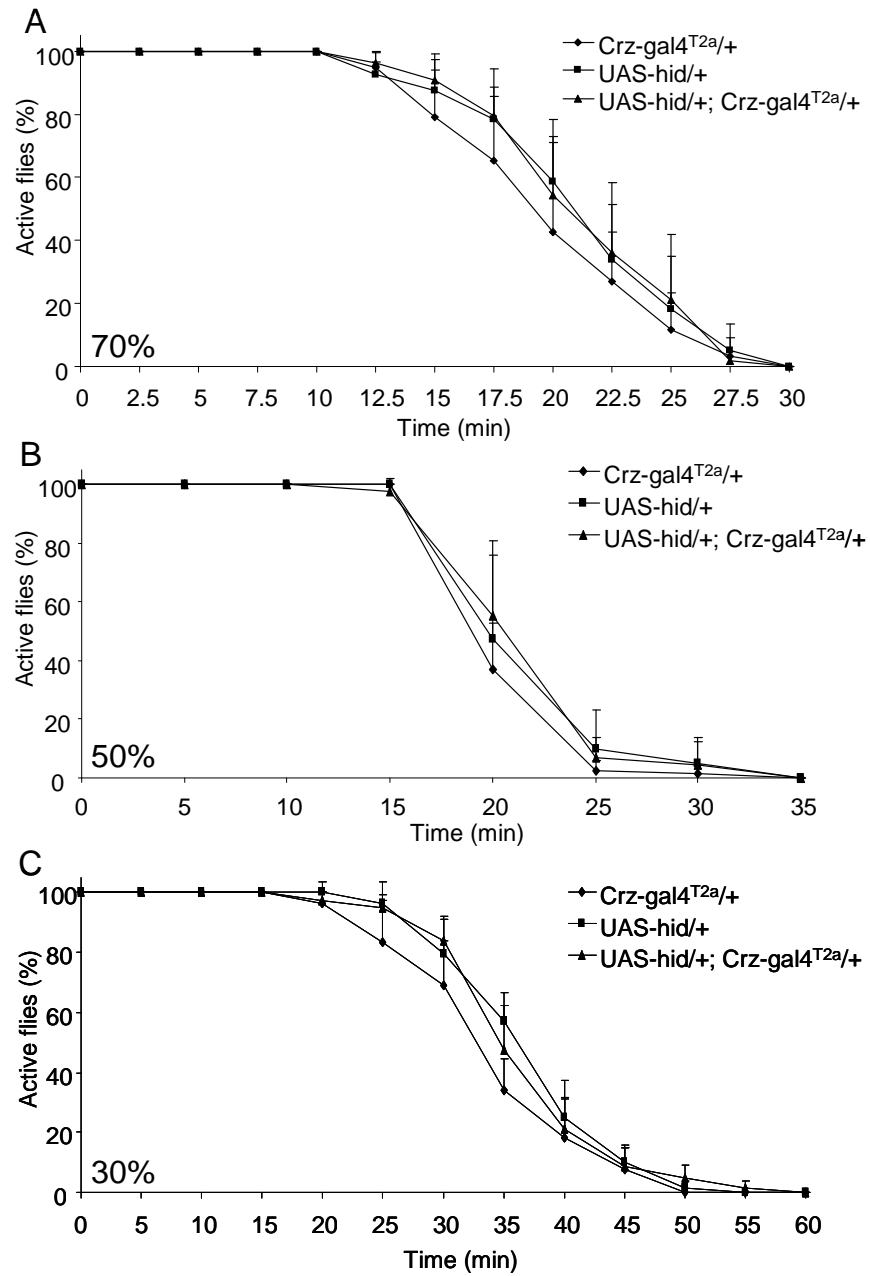 A
Crz-gal4T2a/+
UAS-hid/+
UAS-hid/+; Crz-gal4T2a/+
Active flies (%)
100
80
60
40
20
0
70%
0 2.5 5 7.5 10 12.5 15 17.5 20 22.5 25 27.5 30
Time (min)
B
Crz-gal4T2a/+
UAS-hid/+
UAS-hid/+; Crz-gal4T2a/+
Active flies (%)
100
80
60
40
20
0
50%
0 5 10 15 20 25 30 35
Time (min)
C
Crz-gal4T2a/+
UAS-hid/+
UAS-hid/+; Crz-gal4T2a/+
Active flies (%)
100
80
60
40
20
0
30%
0 5 10 15 20 25 30 35 40 45 50 55 60
Time (min)